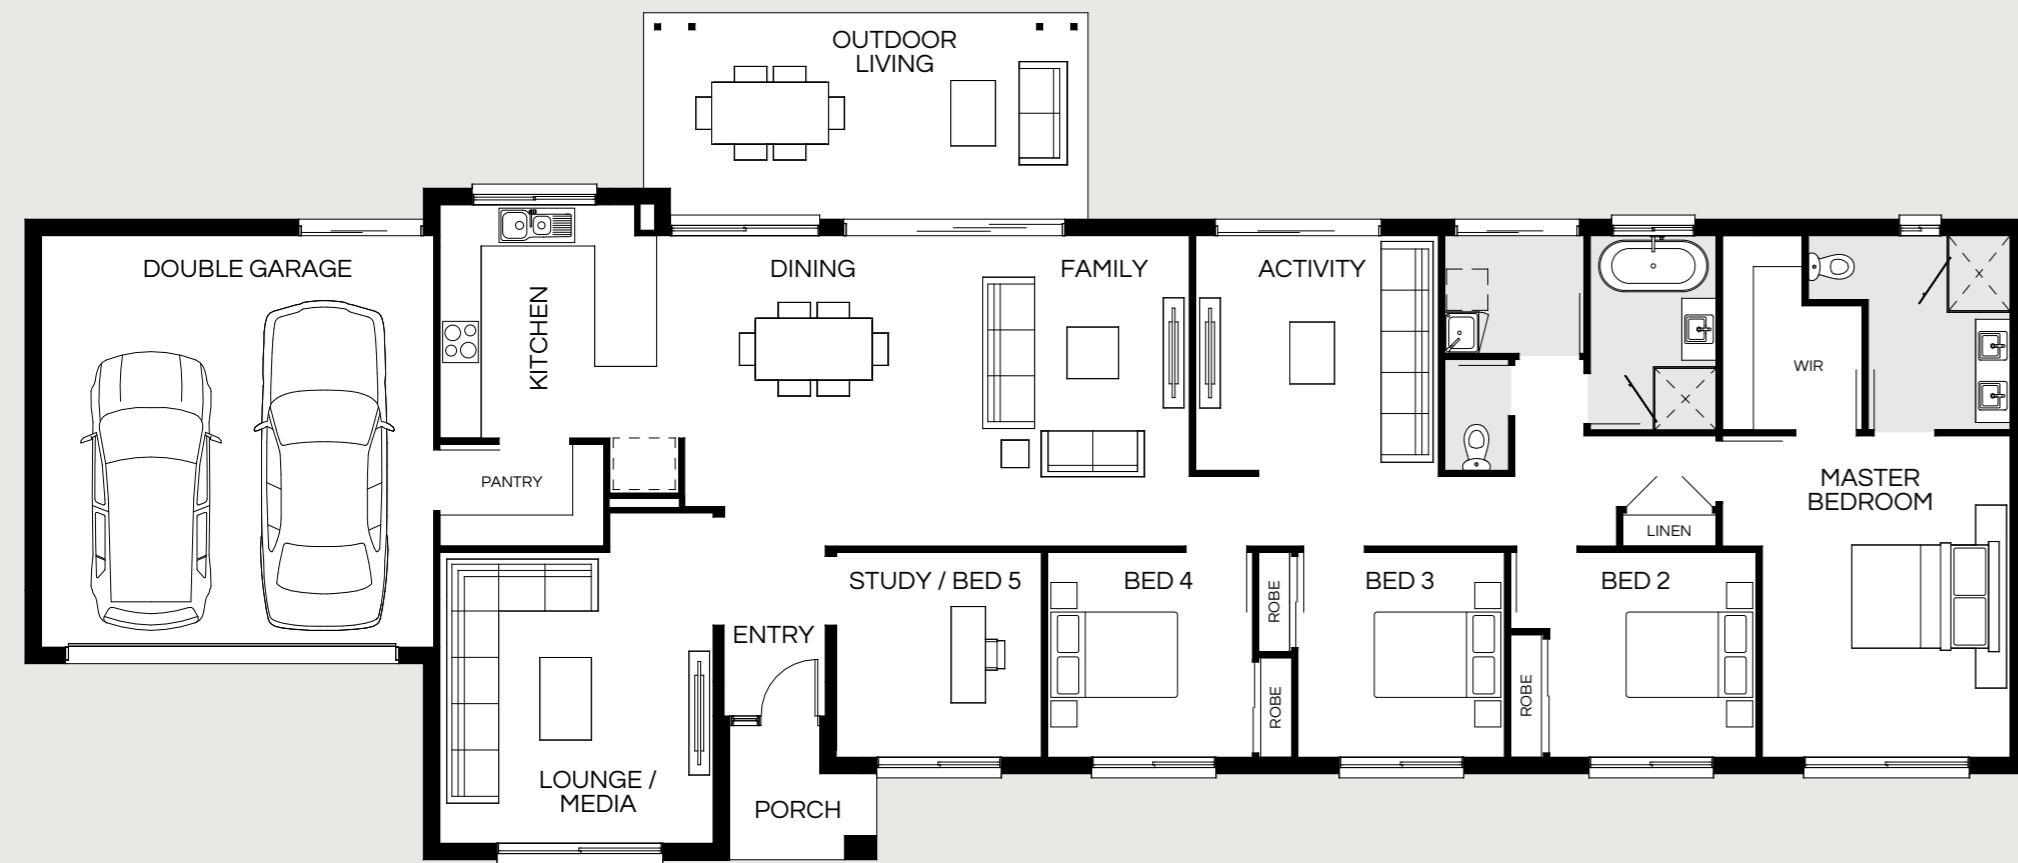 OUTDOOR
LIVING
DOUBLE GARAGE
KITCHEN
DINING
FAMILY
ACTIVITY
WIR
PANTRY
MASTER
BEDROOM
LINEN
STUDY / BED 5
BED 4
ROBE
ROBE
BED 3
BED 2
ROBE
ENTRY
LOUNGE /
MEDIA
PORCH